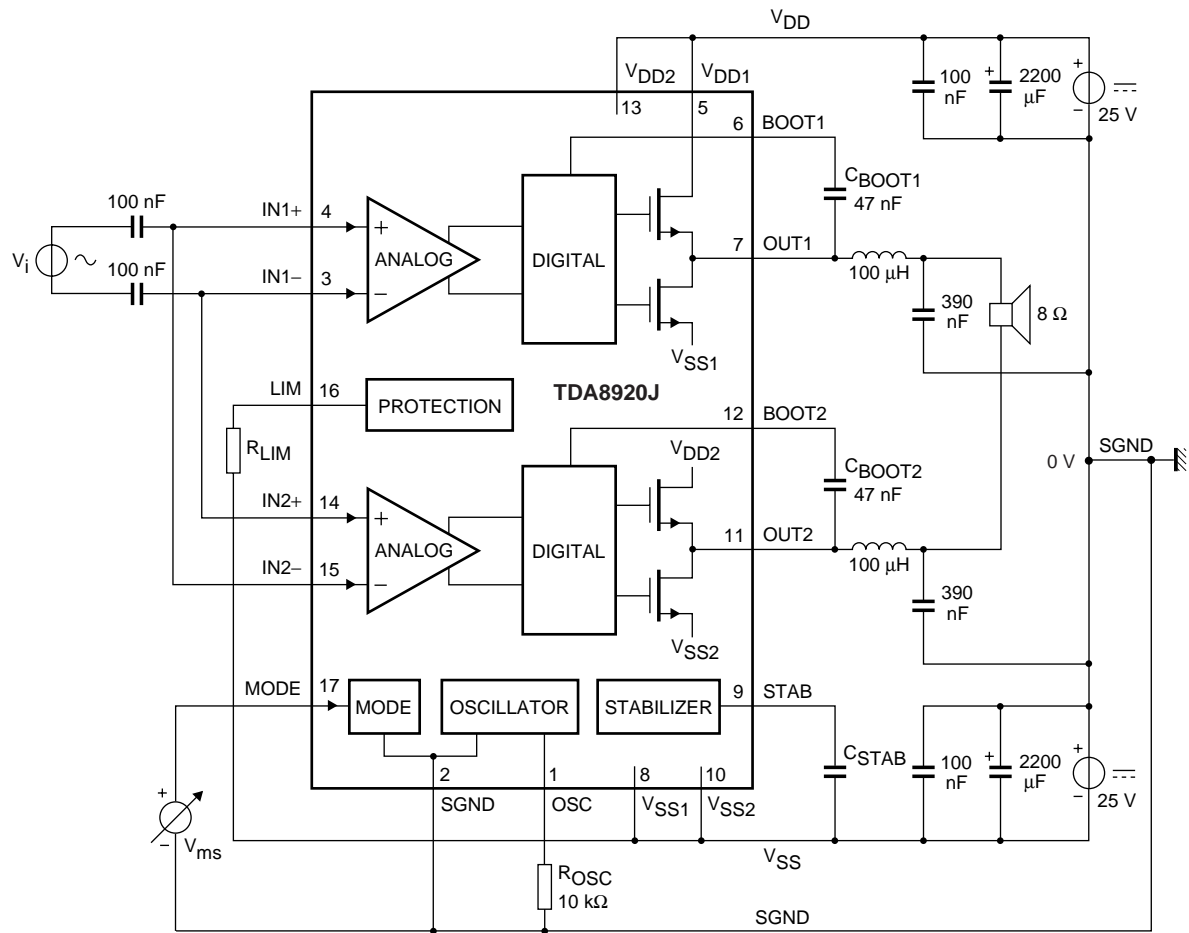 VDD
VDD2
VDD1
13
5
100
nF
2200
µF
+
+
−
25 V
6
BOOT1
CBOOT1
47 nF
100 nF
IN1+
4
+
ANALOG
DIGITAL
7
OUT1
100 µH
Vi
100 nF
IN1−
3
−
390
nF
8 Ω
VSS1
TDA8920J
LIM
16
PROTECTION
RLIM
12
BOOT2
VDD2
CBOOT2
47 nF
0 V
SGND
IN2+
14
+
ANALOG
DIGITAL
11
OUT2
100 µH
IN2−
15
−
390
nF
VSS2
MODE
17
MODE
OSCILLATOR
STABILIZER
9
STAB
CSTAB
100
nF
2200
µF
+
+
−
25 V
2
1
8
10
SGND
OSC
VSS1
VSS2
+
−
Vms
VSS
ROSC
10 kΩ
SGND